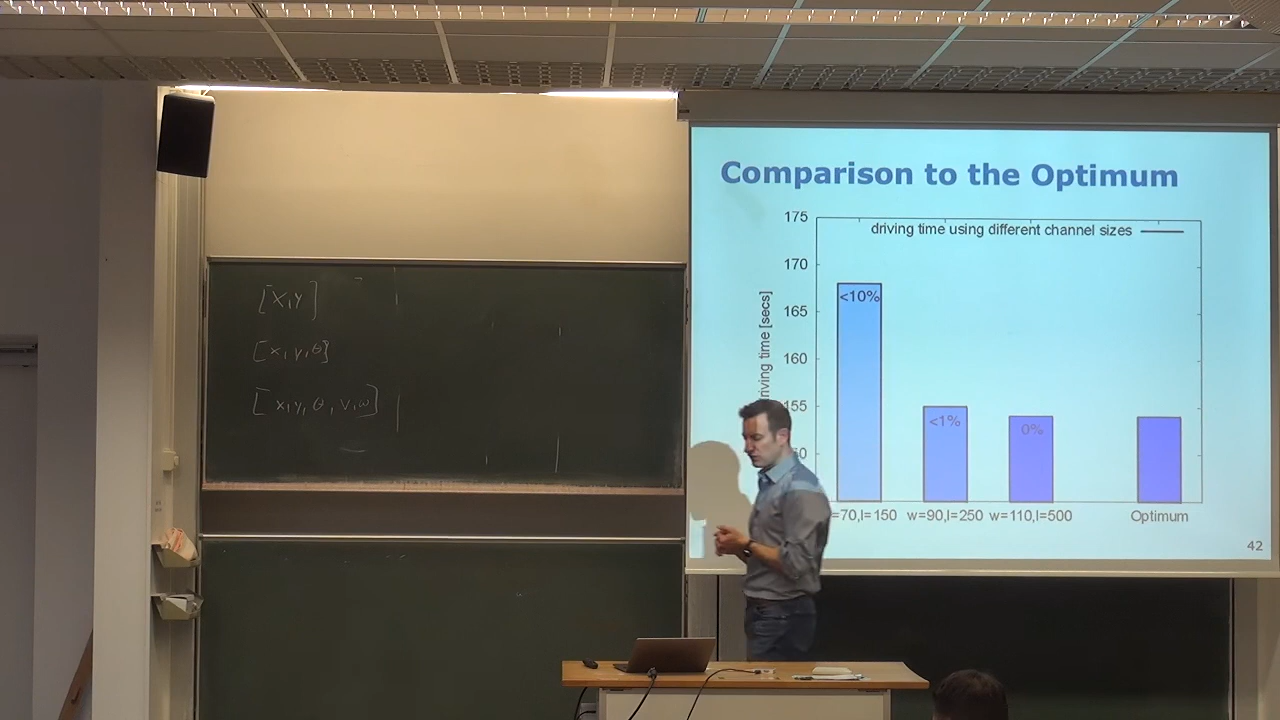 [x,y]
[x,y,θ]
[x,y,θ,v,ω]
Comparison to the Optimum
175
170
165
160
155
driving time using different channel sizes
riving time [secs]
<10%
<1%
0%
=70,l=150 w=90,l=250 w=110,l=500 Optimum
42